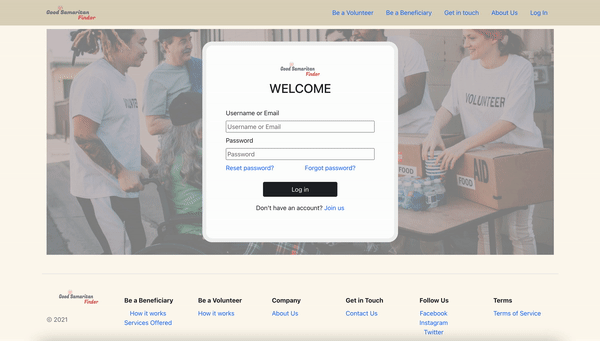 Good Samaritan
Finder
Be a Volunteer
Be a Beneficiary
Get in touch
About Us
Log In
Good Samaritan
Finder
WELCOME
Username or Email
Username or Email
Password
Password
Reset password?
Forgot password?
Log in
Don't have an account? Join us
VOLUNTEER
FOOD
AID
Good Samaritan
Finder
© 2021
Be a Beneficiary
How it works
Services Offered
Be a Volunteer
How it works
Company
About Us
Get in Touch
Contact Us
Follow Us
Facebook
Instagram
Twitter
Terms
Terms of Service